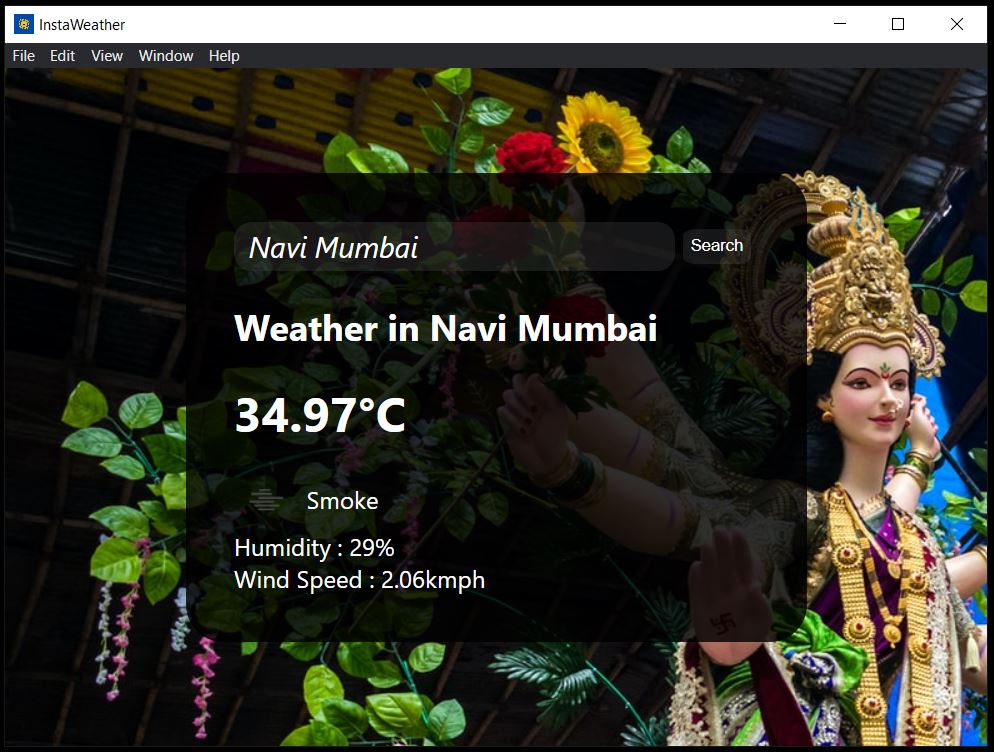 InstaWeather
File Edit View Window Help
Navi Mumbai Search
Weather in Navi Mumbai
34.97°C
Smoke
Humidity : 29%
Wind Speed : 2.06kmph